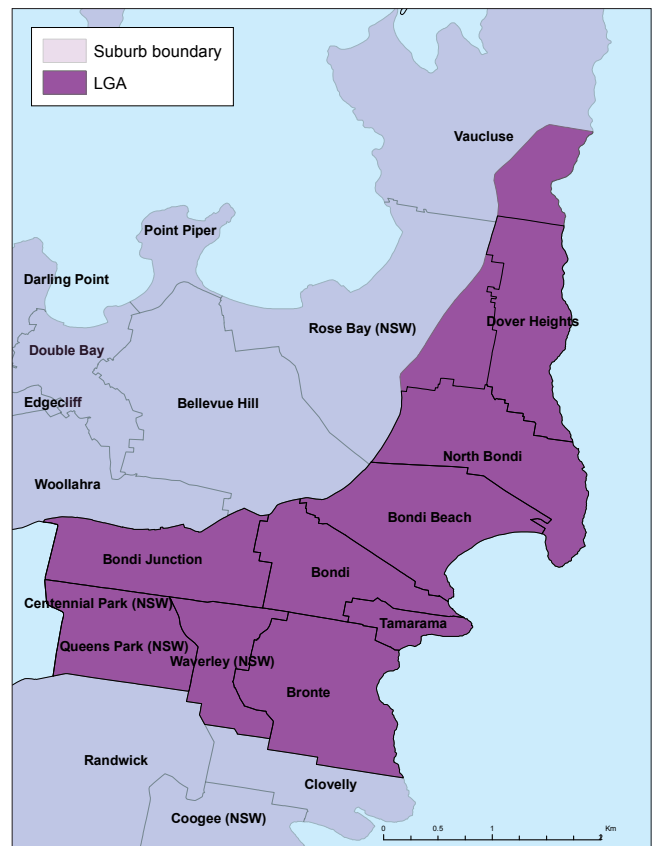 Suburb boundary
LGA
Vaucluse
Point Piper
Darling Point
Dover Heights
Rose Bay (NSW)
Double Bay
Edgecliff
Bellevue Hill
North Bondi
Woollahra
Bondi Beach
Bondi Junction
Bondi
Centennial Park (NSW)
Tamarama
Queens Park (NSW)
Waverley (NSW)
Bronte
Randwick
Clovelly
Coogee (NSW)
Km
0 0.5 1 2